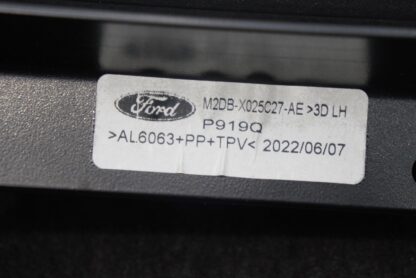 Ford
M2DB-X025C27-AE >3D LH
P919Q
>AL6063+PP+TPV< 2022/06/07